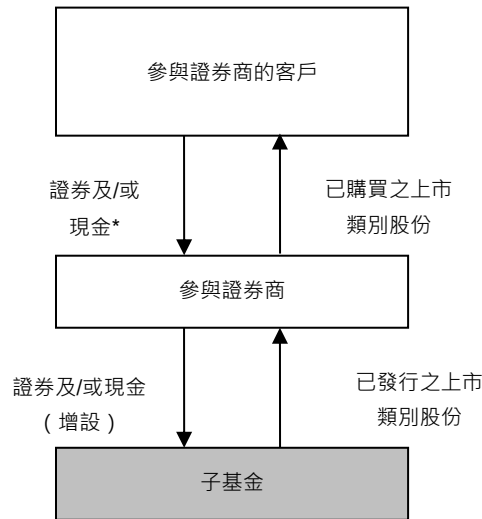 參與證券商的客戶
證券及/或
現金*
已購買之上市
類別股份
參與證券商
證券及/或現金
（增設）
已發行之上市
類別股份
子基金